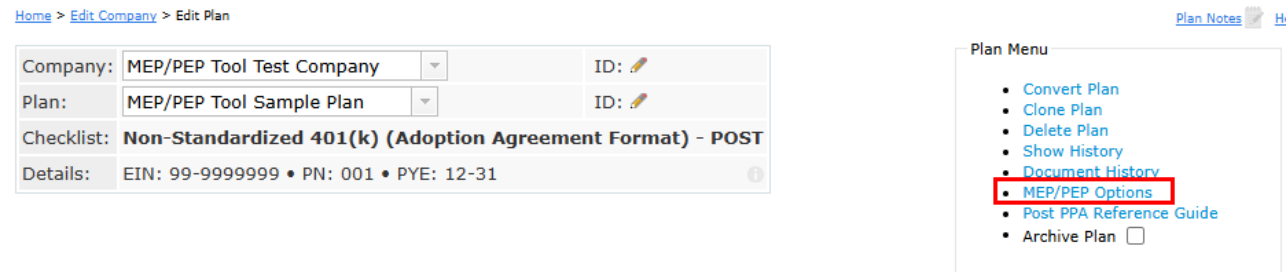 Home > Edit Company > Edit Plan
Plan Notes
Company: MEP/PEP Tool Test Company ID:
Plan: MEP/PEP Tool Sample Plan ID:
Checklist: Non-Standardized 401(k) (Adoption Agreement Format) - POST
Details: EIN: 99-9999999 • PN: 001 • PYE: 12-31
Plan Menu
• Convert Plan
• Clone Plan
• Delete Plan
• Show History
• Document History
• MEP/PEP Options
• Post PPA Reference Guide
• Archive Plan